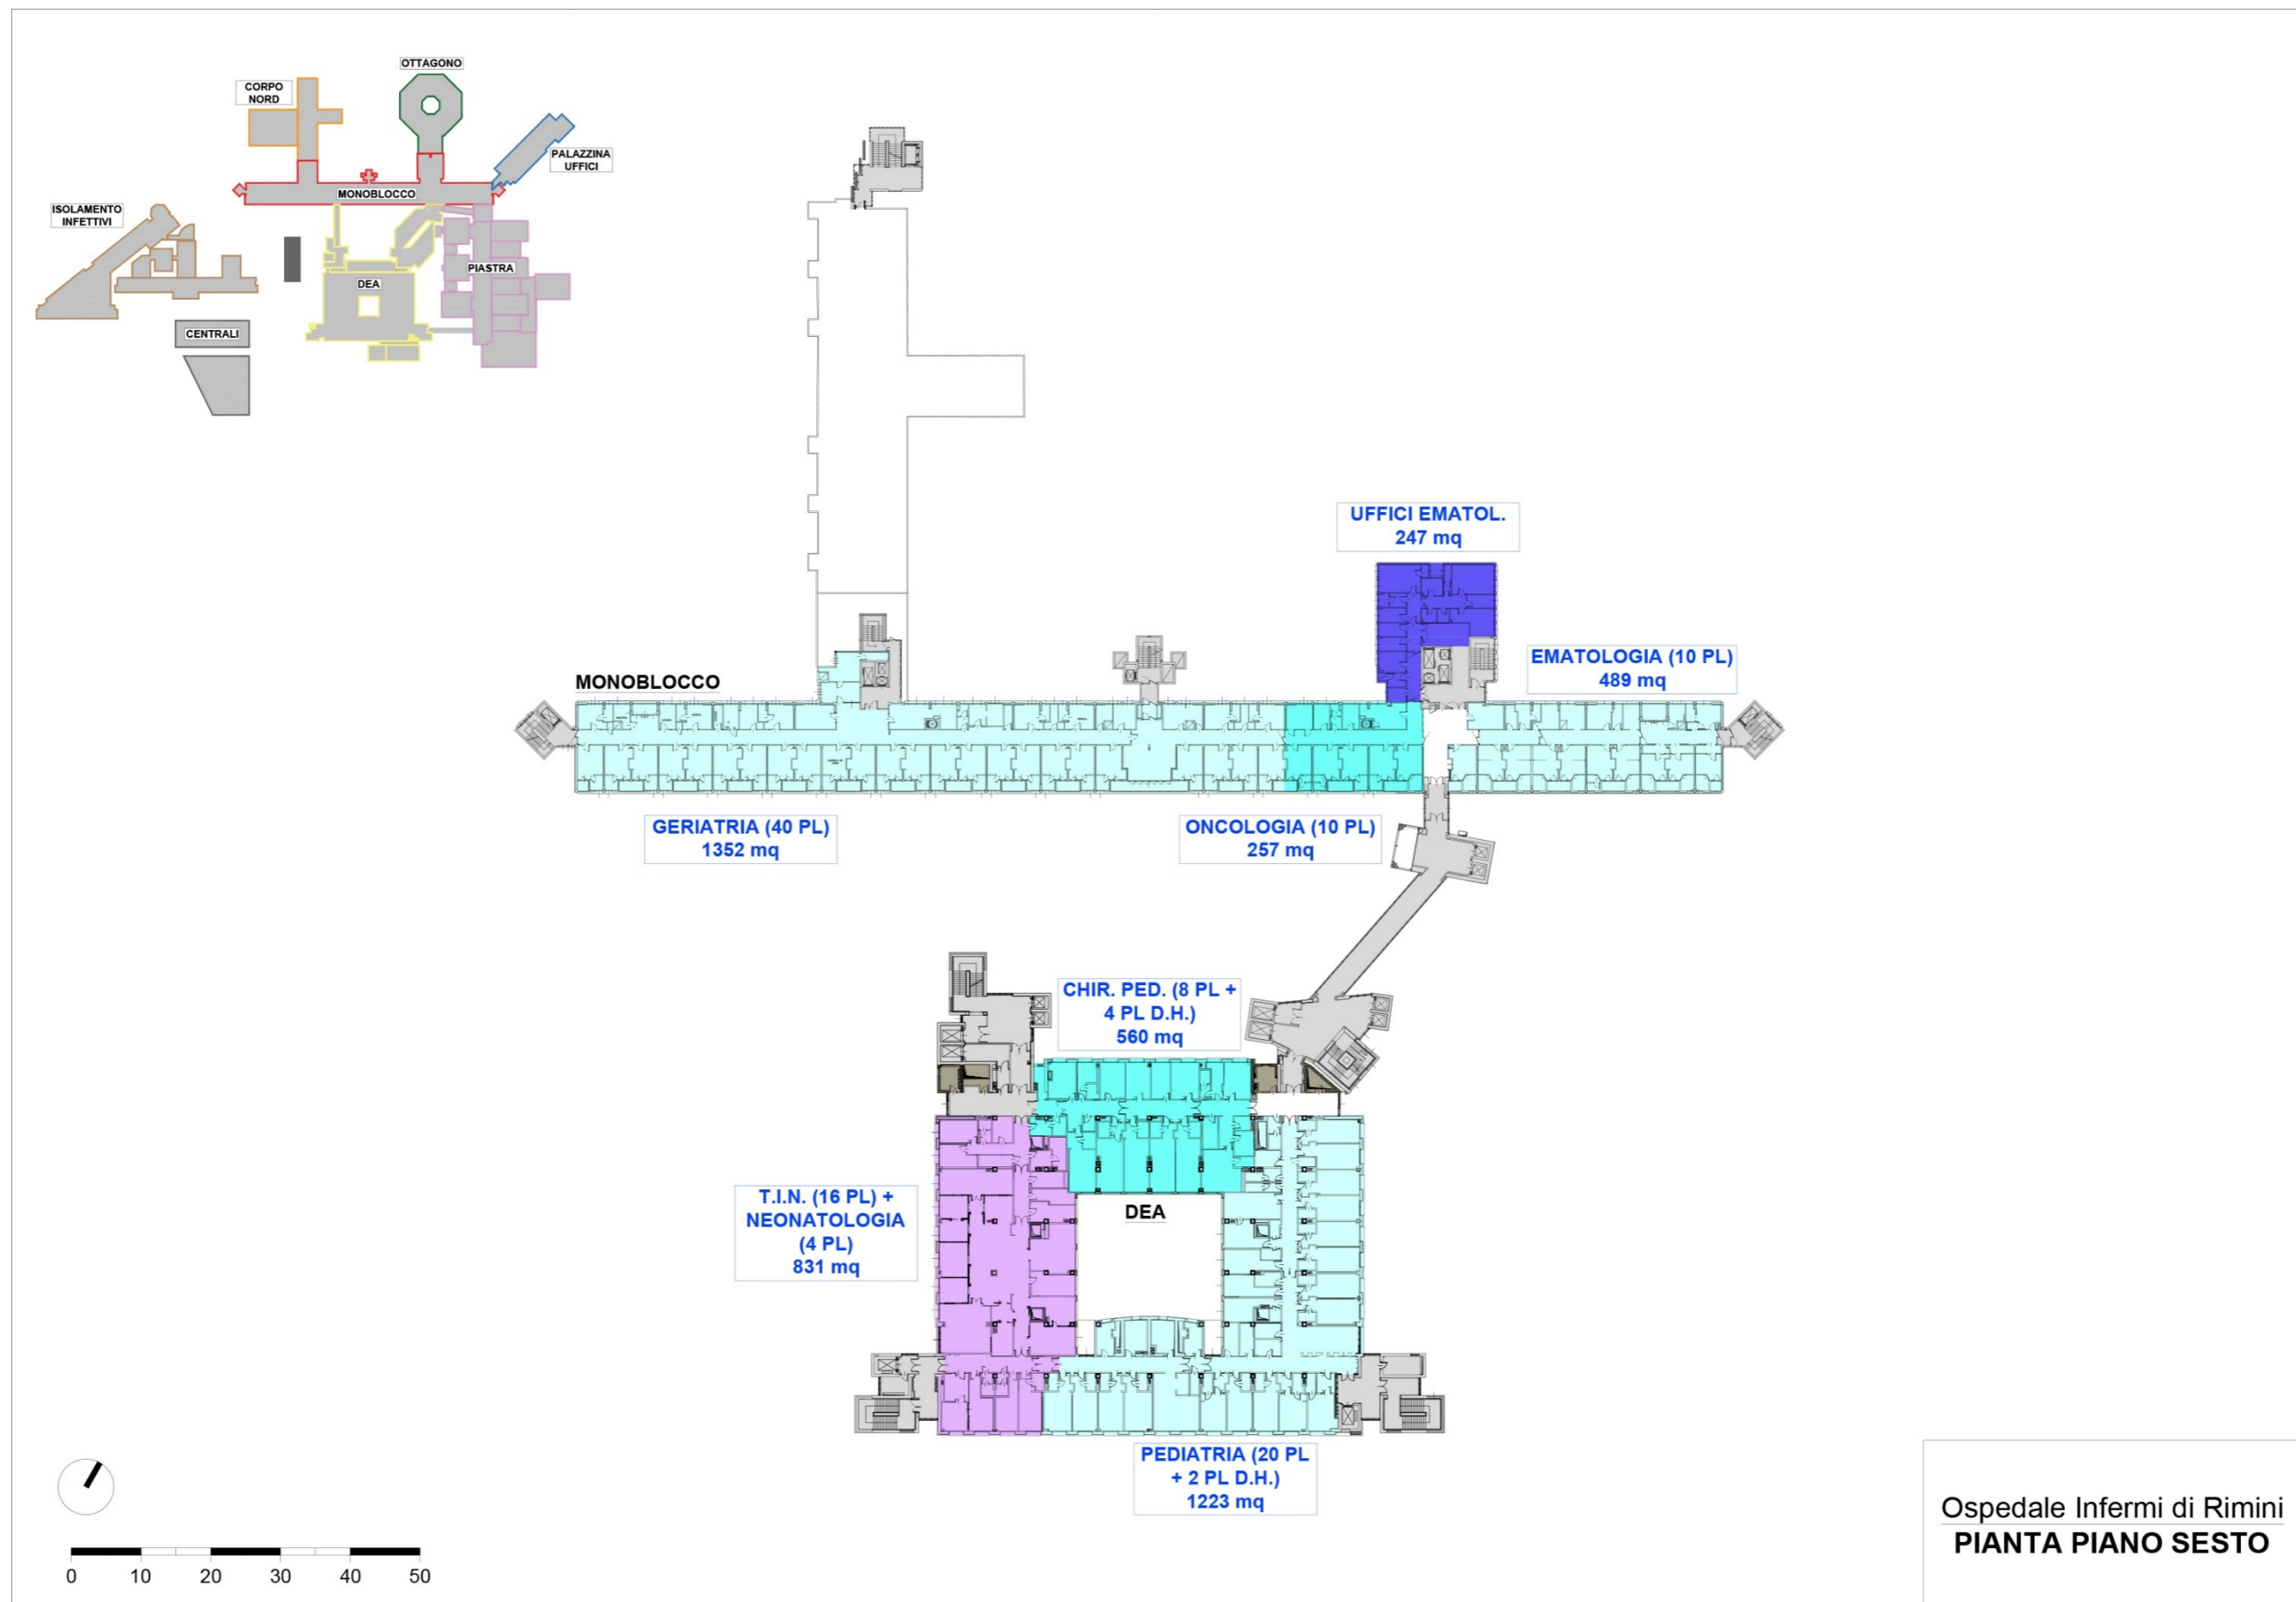 OTTAGONO
CORPO
NORD
PALAZZINA
UFFICI
MONOBLOCCO
ISOLAMENTO
INFETTIVI
PIASTRA
DEA
CENTRALI
UFFICI EMATOL.
247 mq
EMATOLOGIA (10 PL)
489 mq
MONOBLOCCO
GERIATRIA (40 PL)
1352 mq
ONCOLOGIA (10 PL)
257 mq
CHIR. PED. (8 PL +
4 PL D.H.)
560 mq
T.I.N. (16 PL) +
NEONATOLOGIA
(4 PL)
831 mq
DEA
PEDIATRIA (20 PL
+ 2 PL D.H.)
1223 mq
0 10 20 30 40 50
Ospedale Infermi di Rimini
PIANTA PIANO SESTO